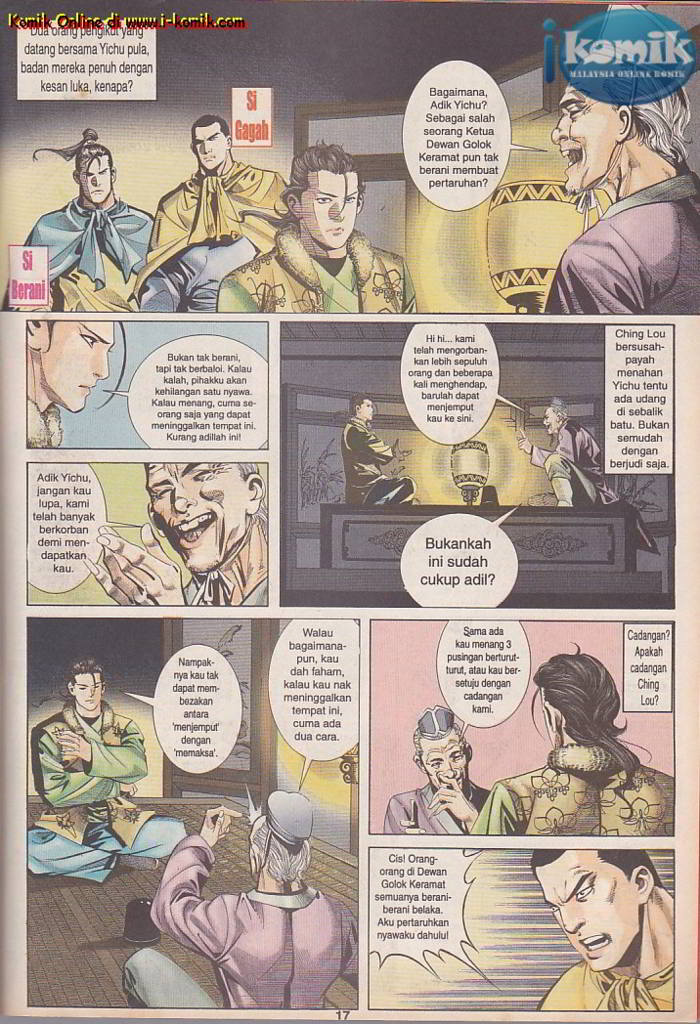 Komik Online di www.i-komik.com
ikomik
MALAYSIA ONLINE KOMIK
Dua orang pengikut yang
datang bersama Yichu pula,
badan mereka penuh dengan
kesan luka, kenapa?
Si
Gagah
Si
Berani
Bagaimana,
Adik Yichu?
Sebagai salah
seorang Ketua
Dewan Golok
Keramat pun tak
berani membuat
pertaruhan?
Bukan tak berani,
tapi tak berbaloi. Kalau
kalah, pihakku akan
kehilangan satu nyawa.
Kalau menang, cuma se-
orang saja yang dapat
meninggalkan tempat ini.
Kurang adillah ini!
Hi hi... kami
telah mengorban-
kan lebih sepuluh
orang dan beberapa
kali menghendap,
barulah dapat
menjemput
kau ke sini.
Ching Lou
bersusah-
payah
menahan
Yichu tentu
ada udang
di sebalik
batu. Bukan
semudah
dengan
berjudi saja.
Adik Yichu,
jangan kau
lupa, kami
telah banyak
berkorban
demi men-
dapatkan
kau.
Bukankah
ini sudah
cukup adil?
Nampak-
nya kau tak
dapat mem-
bezakan
antara
'menjemput'
dengan
'memaksa'.
Walau
bagaimana-
pun, kau
dah faham,
kalau kau nak
meninggalkan
tempat ini,
cuma ada
dua cara.
Sama ada
kau menang 3
pusingan berturut-
turut, atau kau ber-
setuju dengan
cadangan
kami.
Cadangan?
Apakah
cadangan
Ching
Lou?
Cis! Orang-
orang di Dewan
Golok Keramat
semuanya berani-
berani belaka.
Aku pertaruhkan
nyawaku dahulu!
17